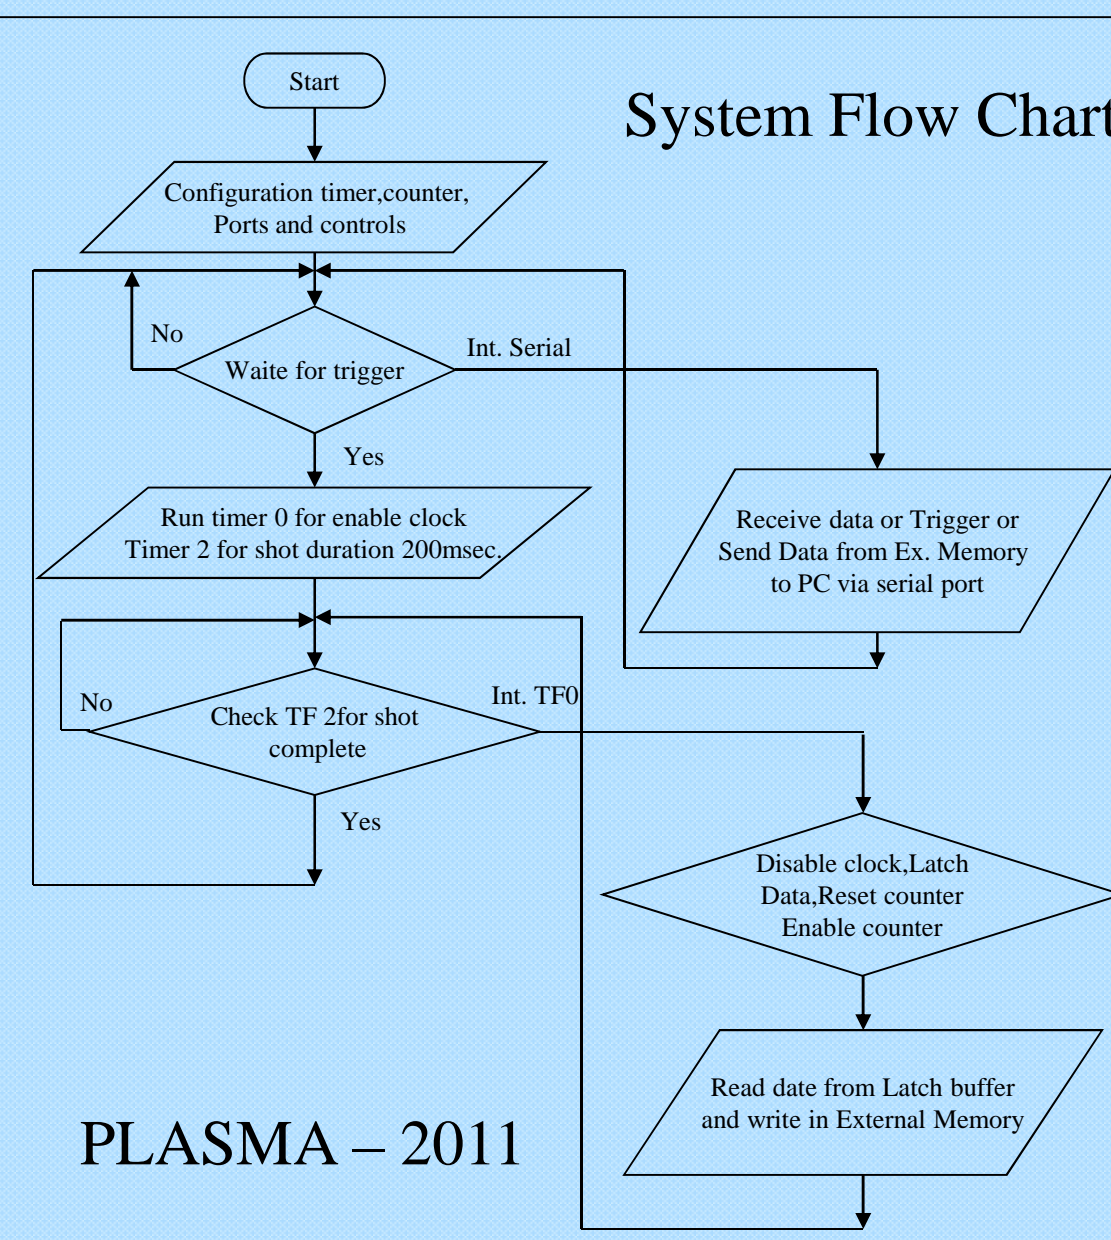 System Flow Chart
Start
Configuration timer,counter,
Ports and controls
No
Int. Serial
Waite for trigger
Yes
Run timer 0 for enable clock
Timer 2 for shot duration 200msec.
Receive data or Trigger or
Send Data from Ex. Memory
to PC via serial port
No
Int. TF0
Check TF 2for shot
complete
Yes
Disable clock,Latch
Data,Reset counter
Enable counter
Read date from Latch buffer
and write in External Memory
PLASMA – 2011